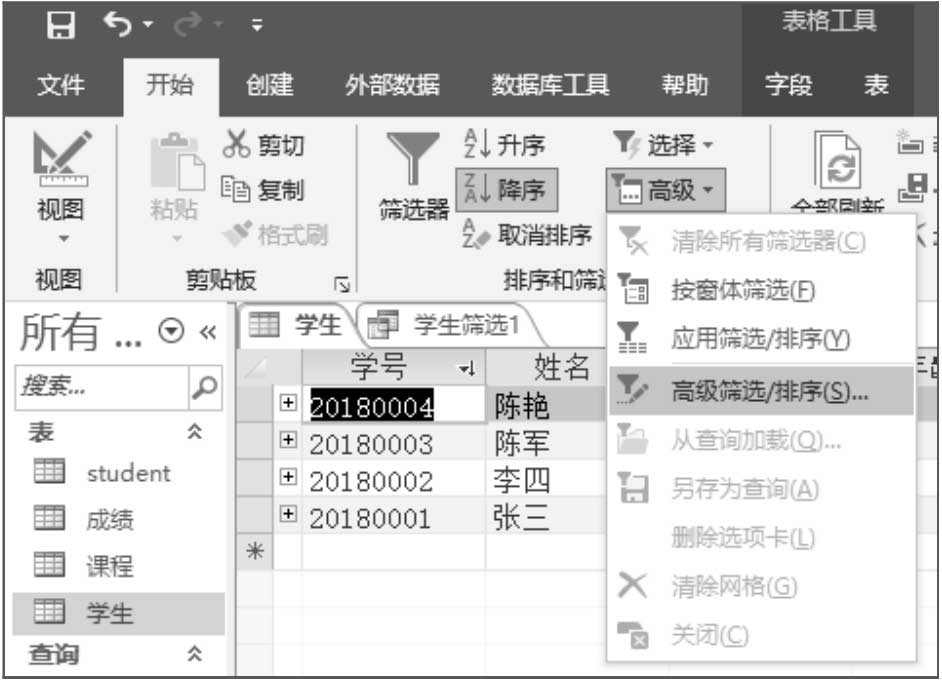 表格工具
文件 开始 创建 外部数据 数据库工具 帮助 字段 表
视图
粘贴
剪切
复制
格式刷
筛选器
升序
降序
取消排序
选择
高级
全部刷新
视图 剪贴板 排序和筛
清除所有筛选器(C)
按窗体筛选(F)
应用筛选/排序(Y)
高级筛选/排序(S)...
从查询加载(Q)...
另存为查询(A)
删除选项卡(L)
清除网格(G)
关闭(C)
所有 ...
搜索...
表
student
成绩
课程
学生
查询
学生 学生筛选1
学号 姓名
20180004 陈艳
20180003 陈军
20180002 李四
20180001 张三